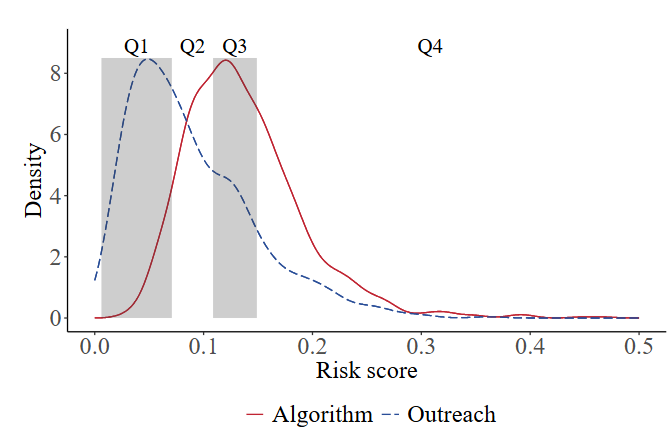 Q1 Q2 Q3 Q4
8
6
4
2
0
Density
0.0 0.1 0.2 0.3 0.4 0.5
Risk score
Algorithm Outreach